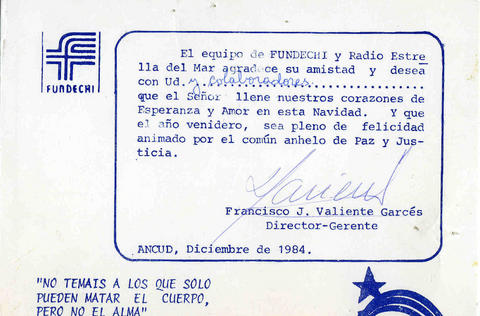 FUNDECHI
El equipo de FUNDECHI y Radio Estre
lla del Mar agradece su amistad y desea
con Ud. y colaboradores
que el Señor llene nuestros corazones de
Esperanza y Amor en esta Navidad. Y que
el año venidero, sea pleno de felicidad
animado por el común anhelo de Paz y Jus-
ticia.
Francisco J. Valiente Garcés
Director-Gerente
ANCUD, Diciembre de 1984.
"NO TEMAIS A LOS QUE SOLO
PUEDEN MATAR EL CUERPO,
PERO NO EL ALMA"